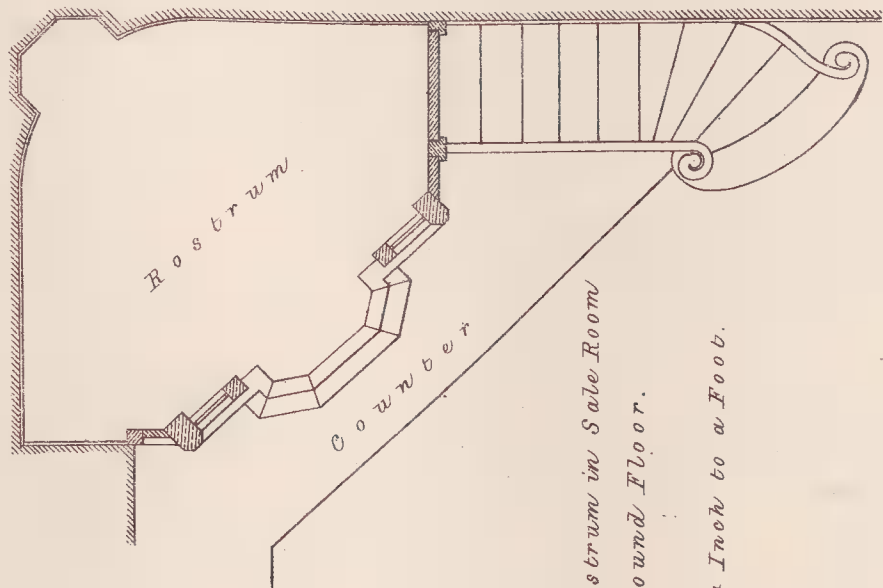 Rostrum
Counter
strum in Sale Room
ound Floor.
Inch to a Foot.